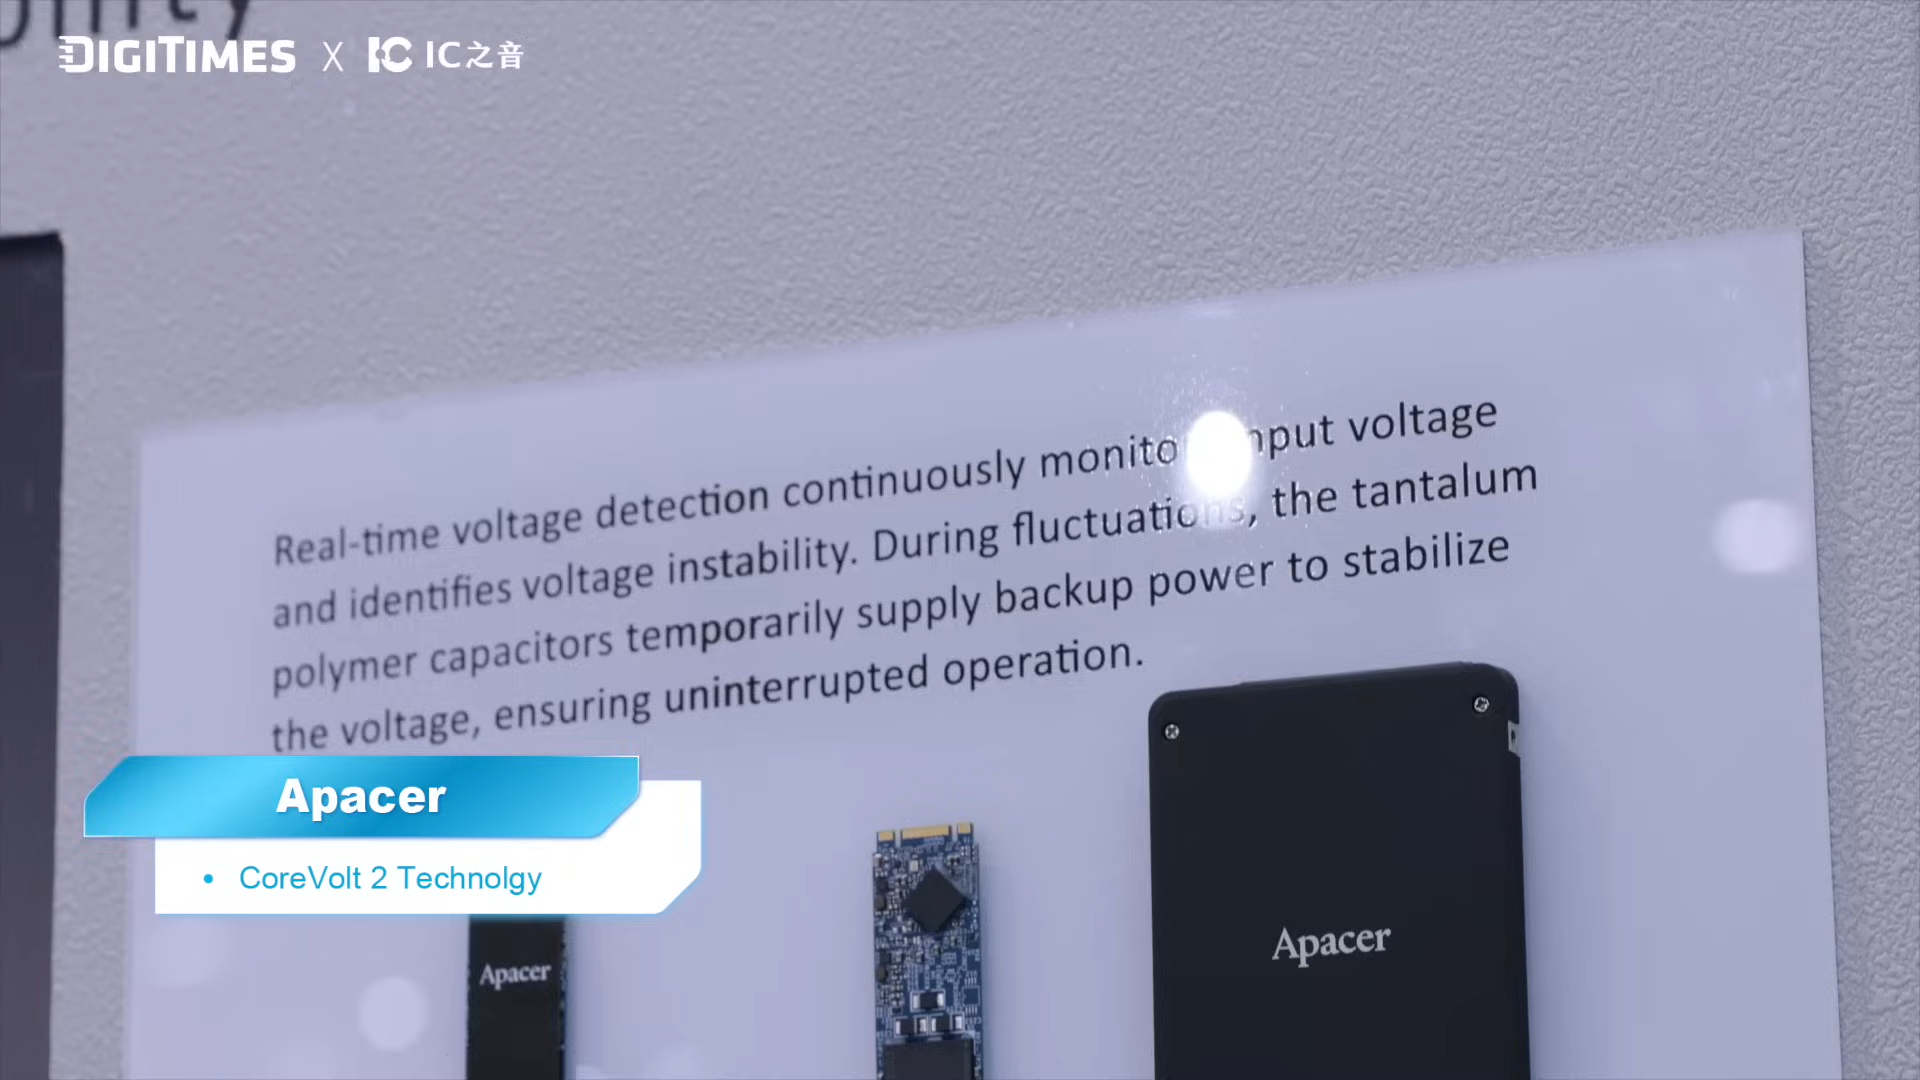 DIGITIMES X IC IC之音
Real-time voltage detection continuously monito nput voltage
and identifies voltage instability. During fluctuations, the tantalum
polymer capacitors temporarily supply backup power to stabilize
the voltage, ensuring uninterrupted operation.
Apacer
• CoreVolt 2 Technolgy
Apacer
Apacer